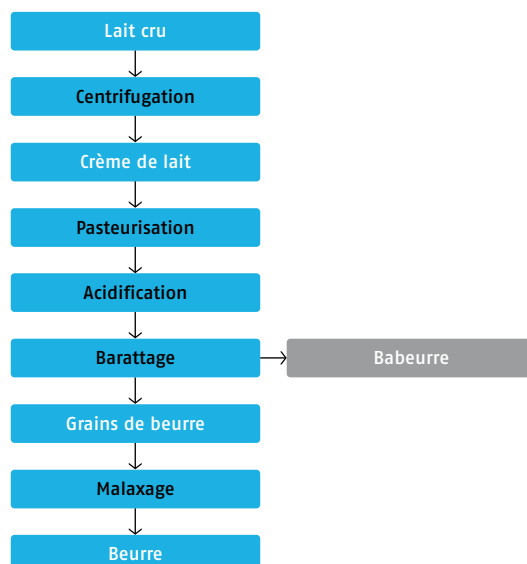 Lait cru
Centrifugation
Crème de lait
Pasteurisation
Acidification
Barattage
Babeurre
Grains de beurre
Malaxage
Beurre